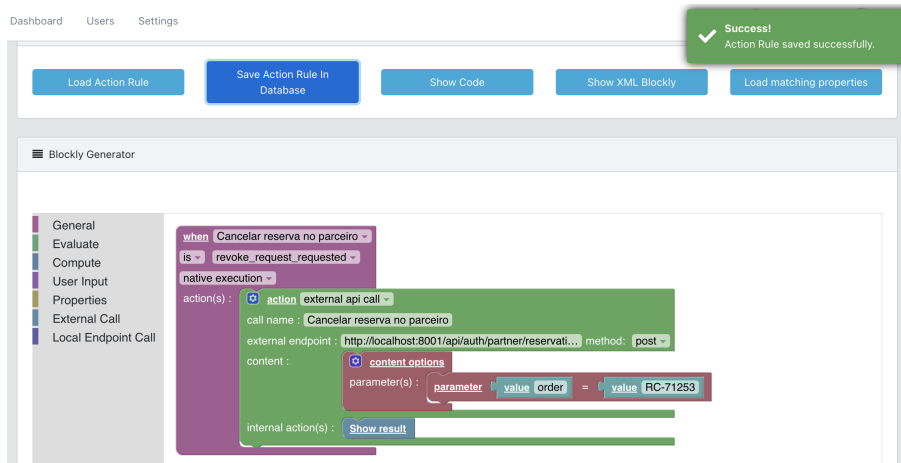 Dashboard Users Settings
Success!
Action Rule saved successfully.
Load Action Rule
Save Action Rule In
Database
Show Code
Show XML Blockly
Load matching properties
Blockly Generator
General
Evaluate
Compute
User Input
Properties
External Call
Local Endpoint Call
when Cancelar reserva no parceiro
is revoke_request_requested
native execution
action(s) : action external api call
call name : Cancelar reserva no parceiro
external endpoint : http://localhost:8001/api/auth/partner/reservati... method: post
content : content options
parameter(s) : parameter value order = value RC-71253
internal action(s) : Show result